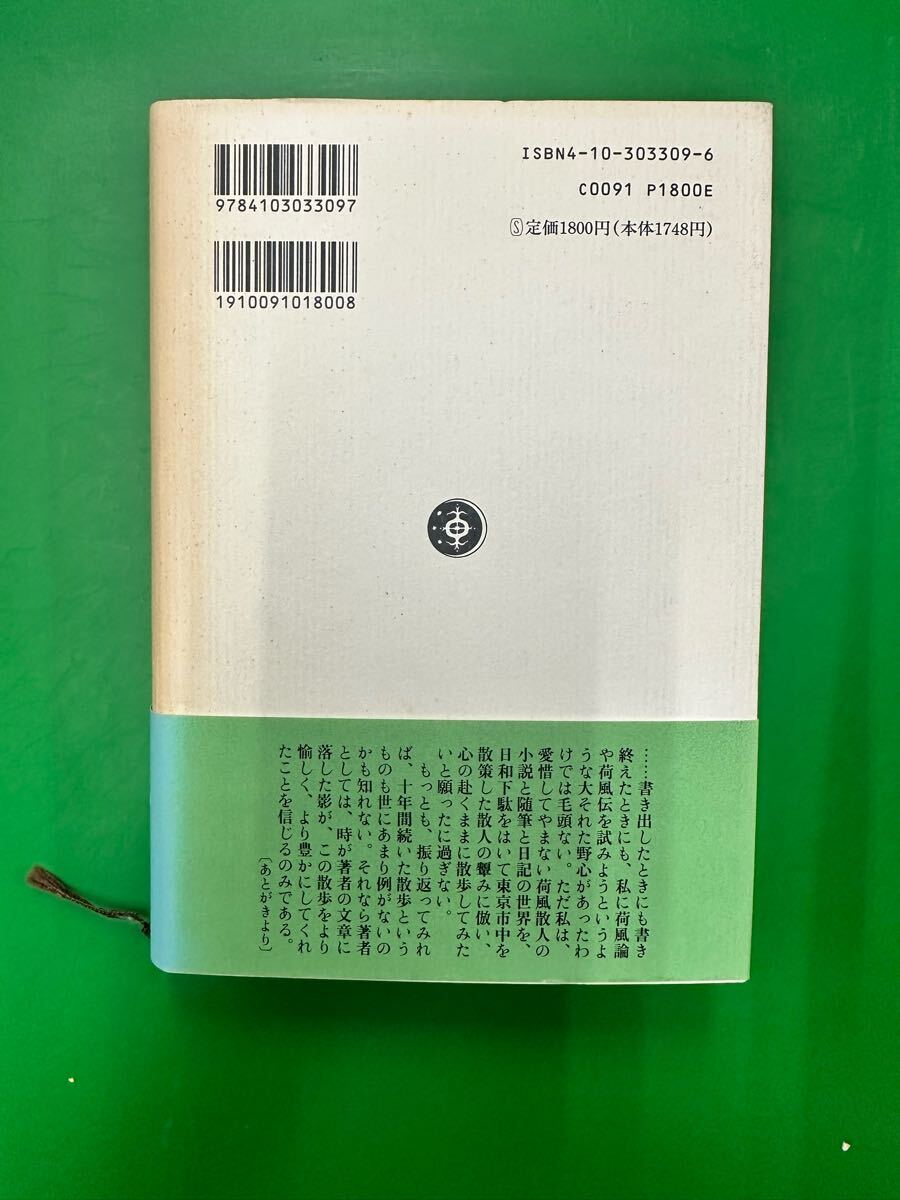 9784103033097
1910091018008
ISBN4-10-303309-6
C0091 P1800E
Ⓢ定価1800円(本体1748円)
……書き出したときにも書き
終えたときにも、私に荷風論
や荷風伝を試みようというよ
うな大それた野心があったわ
けでは毛頭ない。ただ私は、
愛惜してやまない荷風散人の
小説と随筆と日記の世界を、
日和下駄をはいて東京市中を
散策した散人の顰みに倣い、
心の赴くままに散歩してみた
いと願ったに過ぎない。
もっとも、振り返ってみれ
ば、十年間続いた散歩という
ものも世にあまり例がないの
かも知れない。それなら著者
としては、時が著者の文章に
落した影が、この散歩をより
愉しく、より豊かにしてくれ
たことを信じるのみである。
〔あとがきより〕